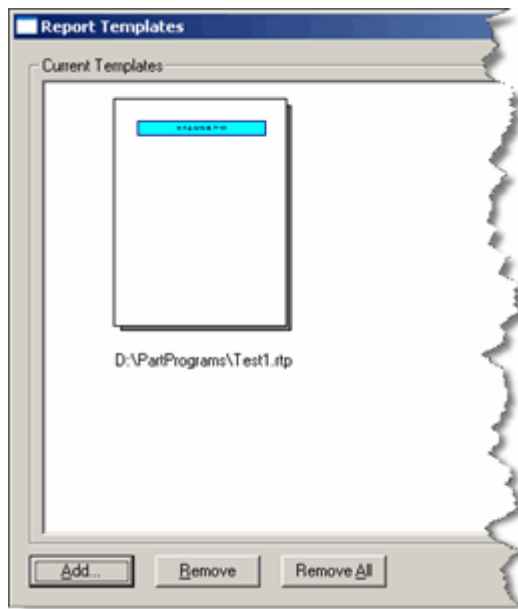 Report Templates
Current Templates
D:\PartPrograms\Test1.rtp
Add... Remove Remove All